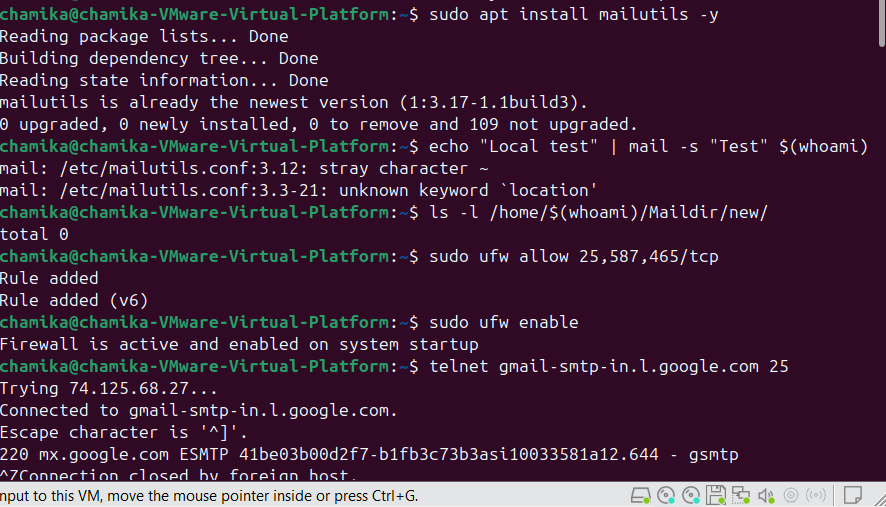 chamika@chamika-VMware-Virtual-Platform:~$ sudo apt install mailutils -y
Reading package lists... Done
Building dependency tree... Done
Reading state information... Done
mailutils is already the newest version (1:3.17-1.1build3).
0 upgraded, 0 newly installed, 0 to remove and 109 not upgraded.
chamika@chamika-VMware-Virtual-Platform:~$ echo "Local test" | mail -s "Test" $(whoami)
mail: /etc/mailutils.conf:3.12: stray character ~
mail: /etc/mailutils.conf:3.3-21: unknown keyword `location'
chamika@chamika-VMware-Virtual-Platform:~$ ls -l /home/$(whoami)/Maildir/new/
total 0
chamika@chamika-VMware-Virtual-Platform:~$ sudo ufw allow 25,587,465/tcp
Rule added
Rule added (v6)
chamika@chamika-VMware-Virtual-Platform:~$ sudo ufw enable
Firewall is active and enabled on system startup
chamika@chamika-VMware-Virtual-Platform:~$ telnet gmail-smtp-in.l.google.com 25
Trying 74.125.68.27...
Connected to gmail-smtp-in.l.google.com.
Escape character is '^]'.
220 mx.google.com ESMTP 41be03b00d2f7-b1fb3c73b3asi10033581a12.644 - gsmtp
^ZConnection closed by foreign host.
nput to this VM, move the mouse pointer inside or press Ctrl+G.